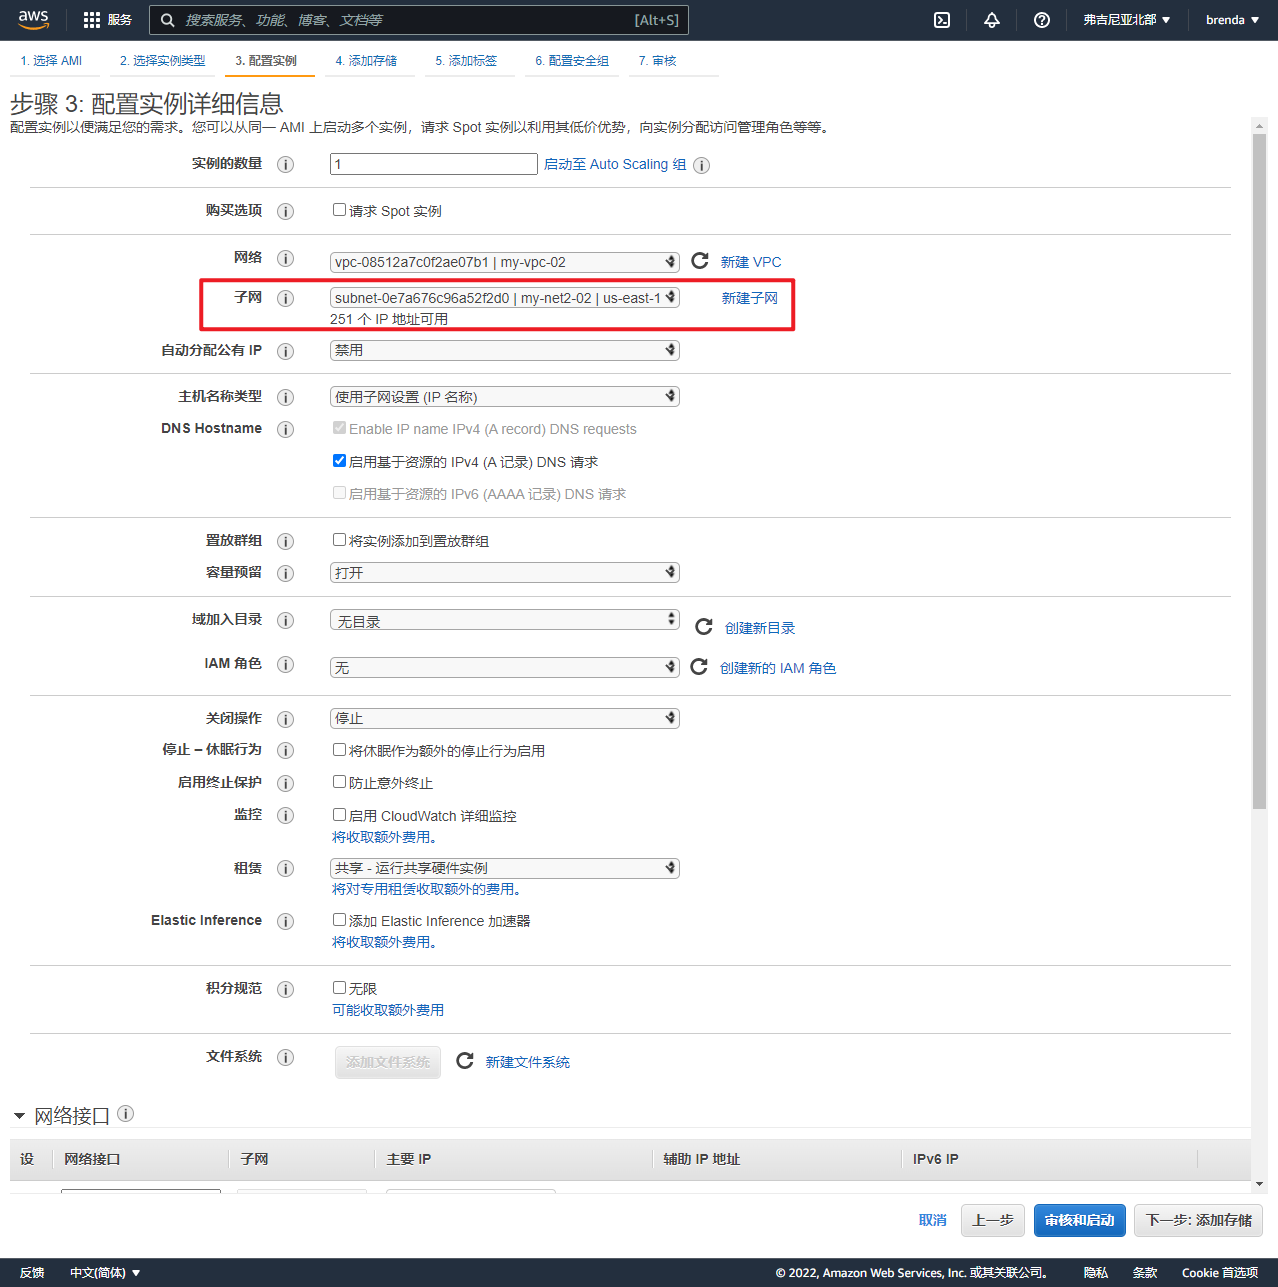 aws 服务 搜索服务、功能、博客、文档等 [Alt+S] 弗吉尼亚北部 brenda
1. 选择 AMI 2. 选择实例类型 3. 配置实例 4. 添加存储 5. 添加标签 6. 配置安全组 7. 审核
步骤 3: 配置实例详细信息
配置实例以便满足您的需求。您可以从同一 AMI 上启动多个实例，请求 Spot 实例以利用其低价优势，向实例分配访问管理角色等等。
实例的数量 1 启动至 Auto Scaling 组
购买选项 请求 Spot 实例
网络 vpc-08512a7c0f2ae07b1 | my-vpc-02 新建 VPC
子网 subnet-0e7a676c96a52f2d0 | my-net2-02 | us-east-1 新建子网
251 个 IP 地址可用
自动分配公有 IP 禁用
主机名称类型 使用子网设置 (IP 名称)
DNS Hostname Enable IP name IPv4 (A record) DNS requests
启用基于资源的 IPv4 (A 记录) DNS 请求
启用基于资源的 IPv6 (AAAA 记录) DNS 请求
置放群组 将实例添加到置放群组
容量预留 打开
域加入目录 无目录 创建新目录
IAM 角色 无 创建新的 IAM 角色
关闭操作 停止
停止 – 休眠行为 将休眠作为额外的停止行为启用
启用终止保护 防止意外终止
监控 启用 CloudWatch 详细监控
将收取额外费用。
租赁 共享 - 运行共享硬件实例
将对专用租赁收取额外的费用。
Elastic Inference 添加 Elastic Inference 加速器
将收取额外费用。
积分规范 无限
可能收取额外费用
文件系统 添加文件系统 新建文件系统
网络接口
设 网络接口 子网 主要 IP 辅助 IP 地址 IPv6 IP
取消 上一步 审核和启动 下一步: 添加存储
反馈 中文(简体) © 2022, Amazon Web Services, Inc. 或其关联公司。 隐私 条款 Cookie 首选项